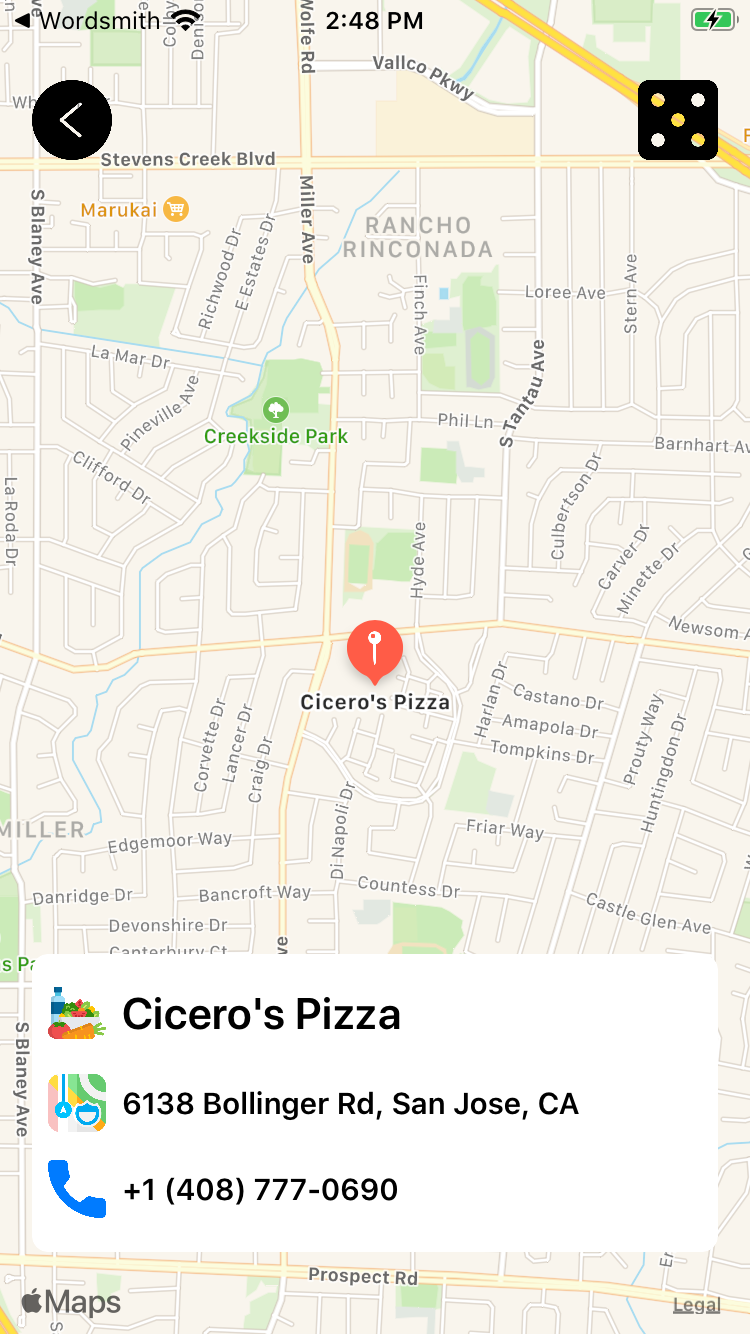 Wordsmith
2:48 PM
Wolfe Rd
Vallco Pkwy
Stevens Creek Blvd
Marukai
S Blaney Ave
Miller Ave
Richwood Dr
E Estates Dr
RANCHO
RINCONADA
Finch Ave
Loree Ave
Stern Ave
La Mar Dr
Pineville Ave
Creekside Park
Phil Ln
S Tantau Ave
Barnhart Av
Clifford Dr
La Roda Dr
Culbertson Dr
Hyde Ave
Carver Dr
Minette Dr
Newsom A
Cicero's Pizza
Harlan Dr
Castano Dr
Amapola Dr
Tompkins Dr
Corvette Dr
Lancer Dr
Craig Dr
Prouty Way
Huntingdon Dr
MILLER
Edgemoor Way
Di Napoli Dr
Friar Way
Danridge Dr
Bancroft Way
Countess Dr
Castle Glen Ave
Devonshire Dr
Canterbury Ct
Cicero's Pizza
6138 Bollinger Rd, San Jose, CA
S Blaney Ave
+1 (408) 777-0690
Prospect Rd
Maps
Legal